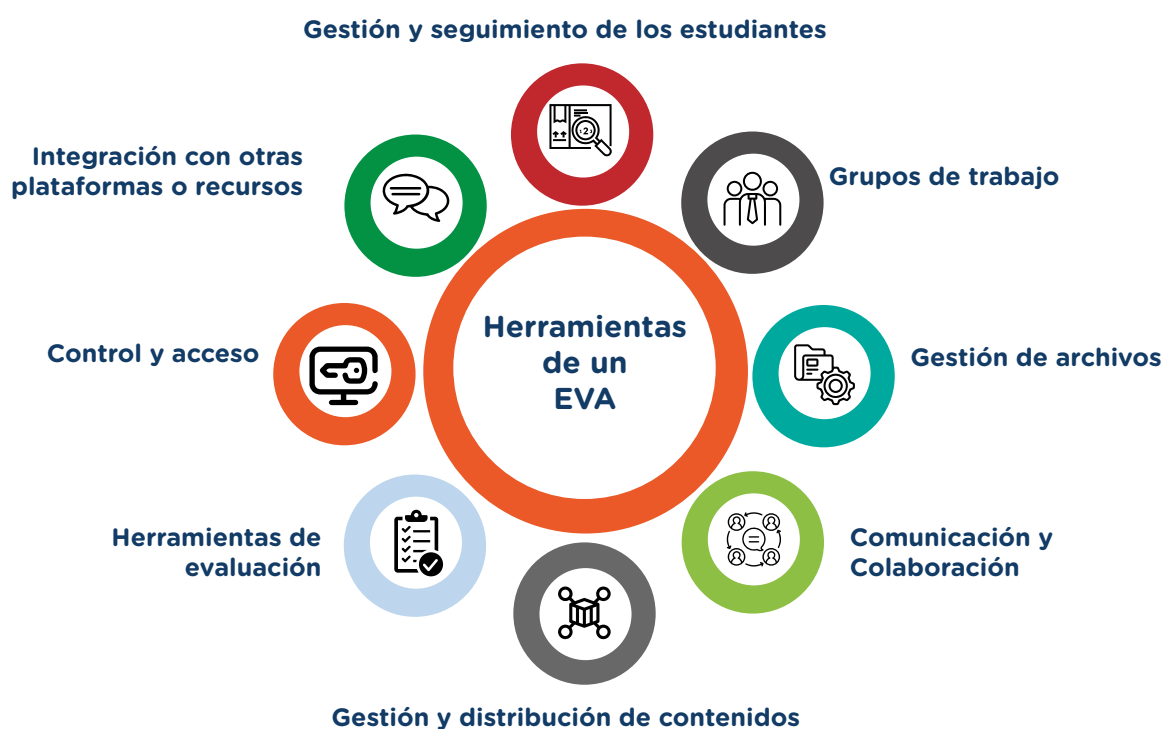 Gestión y seguimiento de los estudiantes
Integración con otras
plataformas o recursos
Grupos de trabajo
Herramientas
de un
EVA
Control y acceso
Gestión de archivos
Herramientas de
evaluación
Comunicación y
Colaboración
Gestión y distribución de contenidos